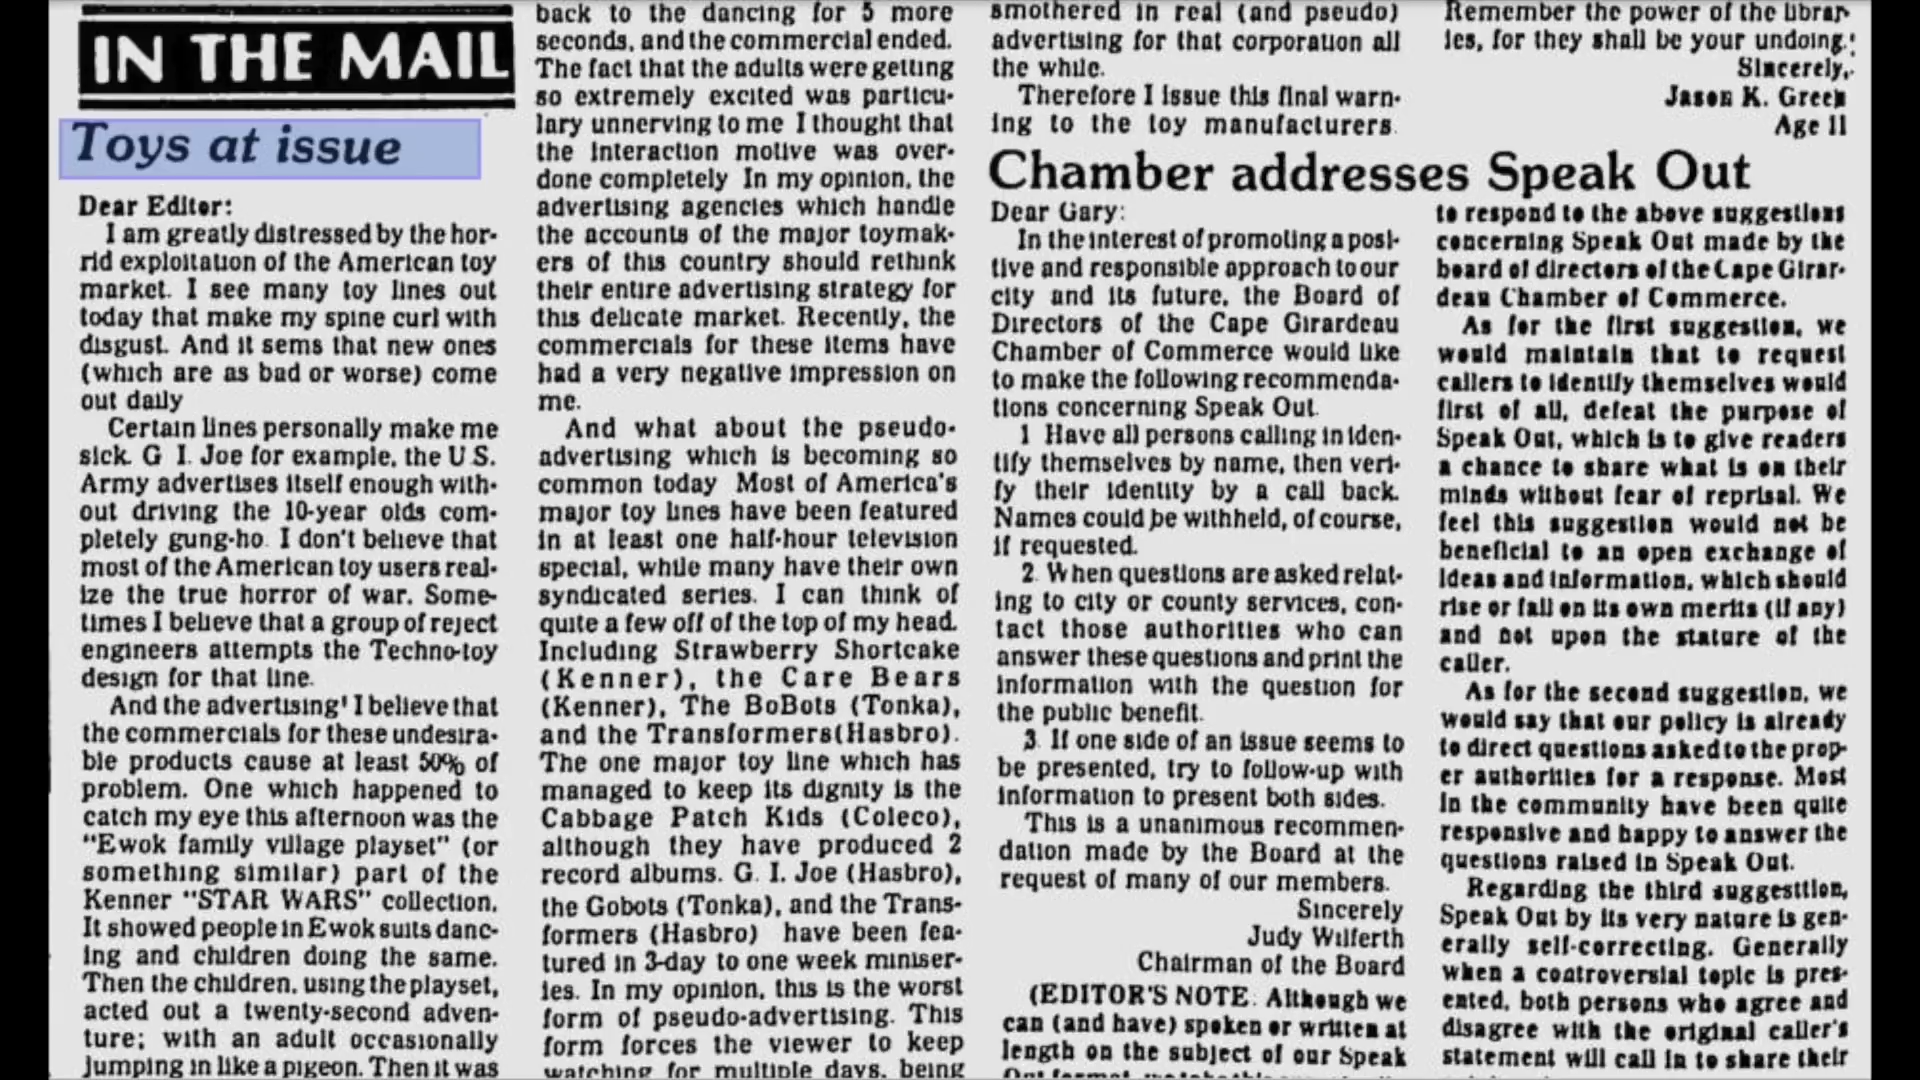 IN THE MAIL
Toys at issue
Dear Editor:
I am greatly distressed by the hor-
rid exploitation of the American toy
market. I see many toy lines out
today that make my spine curl with
disgust. And it sems that new ones
(which are as bad or worse) come
out daily
Certain lines personally make me
sick. G I. Joe for example, the U.S.
Army advertises itself enough with-
out driving the 10-year olds com-
pletely gung-ho. I don't believe that
most of the American toy users real-
ize the true horror of war. Some-
times I believe that a group of reject
engineers attempts the Techno-toy
design for that line.
And the advertising' I believe that
the commercials for these undesira-
ble products cause at least 50% of
problem. One which happened to
catch my eye this afternoon was the
"Ewok family village playset" (or
something similar) part of the
Kenner "STAR WARS" collection.
It showed people in Ewok suits danc-
ing and children doing the same.
Then the children, using the playset,
acted out a twenty-second adven-
ture; with an adult occasionally
jumping in like a pigeon. Then it was
back to the dancing for 5 more
seconds, and the commercial ended.
The fact that the adults were getting
so extremely excited was particu-
lary unnerving to me I thought that
the interaction motive was over-
done completely In my opinion, the
advertising agencies which handle
the accounts of the major toymak-
ers of this country should rethink
their entire advertising strategy for
this delicate market. Recently, the
commercials for these items have
had a very negative impression on
me.
And what about the pseudo-
advertising which is becoming so
common today Most of America's
major toy lines have been featured
in at least one half-hour television
special, while many have their own
syndicated series. I can think of
quite a few off of the top of my head.
Including Strawberry Shortcake
(Kenner), the Care Bears
(Kenner), The BoBots (Tonka),
and the Transformers(Hasbro).
The one major toy line which has
managed to keep its dignity is the
Cabbage Patch Kids (Coleco),
although they have produced 2
record albums. G. I. Joe (Hasbro),
the Gobots (Tonka), and the Trans-
formers (Hasbro) have been fea-
tured in 3-day to one week miniser-
ies. In my opinion, this is the worst
form of pseudo-advertising. This
form forces the viewer to keep
watching for multiple days, being
smothered in real (and pseudo)
advertising for that corporation all
the while.
Therefore I issue this final warn-
ing to the toy manufacturers.
Remember the power of the librar-
ies, for they shall be your undoing.
Sincerely,
Jason K. Green
Age 11
Chamber addresses Speak Out
Dear Gary:
In the interest of promoting a posi-
tive and responsible approach to our
city and its future, the Board of
Directors of the Cape Girardeau
Chamber of Commerce would like
to make the following recommenda-
tions concerning Speak Out.
1 Have all persons calling in iden-
tify themselves by name, then veri-
fy their identity by a call back.
Names could be withheld, of course,
if requested.
2. When questions are asked relat-
ing to city or county services, con-
tact those authorities who can
answer these questions and print the
information with the question for
the public benefit.
3. If one side of an issue seems to
be presented, try to follow-up with
information to present both sides.
This is a unanimous recommen-
dation made by the Board at the
request of many of our members.
Sincerely
Judy Wilferth
Chairman of the Board
(EDITOR'S NOTE: Although we
can (and have) spoken or written at
length on the subject of our Speak
to respond to the above suggestions
concerning Speak Out made by the
board of directors of the Cape Girar-
deau Chamber of Commerce.
As for the first suggestion, we
would maintain that to request
callers to identify themselves would
first of all, defeat the purpose of
Speak Out, which is to give readers
a chance to share what is on their
minds without fear of reprisal. We
feel this suggestion would not be
beneficial to an open exchange of
ideas and information, which should
rise or fall on its own merits (if any)
and not upon the stature of the
caller.
As for the second suggestion, we
would say that our policy is already
to direct questions asked to the prop-
er authorities for a response. Most
in the community have been quite
responsive and happy to answer the
questions raised in Speak Out.
Regarding the third suggesttion,
Speak Out by its very nature is gen-
erally self-correcting. Generally
when a controversial topic is pres-
ented, both persons who agree and
disagree with the original caller's
statement will call in to share their